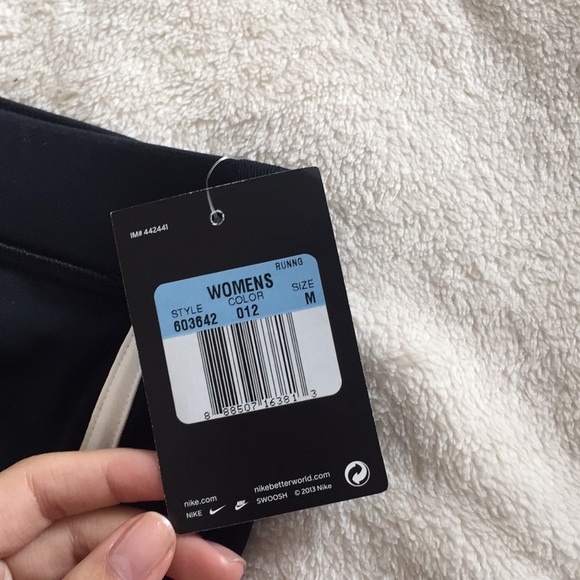 IM# 442441
RUNNG
WOMENS
STYLE COLOR SIZE
603642 012 M
8 88507 16381 3
nike.com nikebetterworld.com
NIKE SWOOSH © 2013 Nike